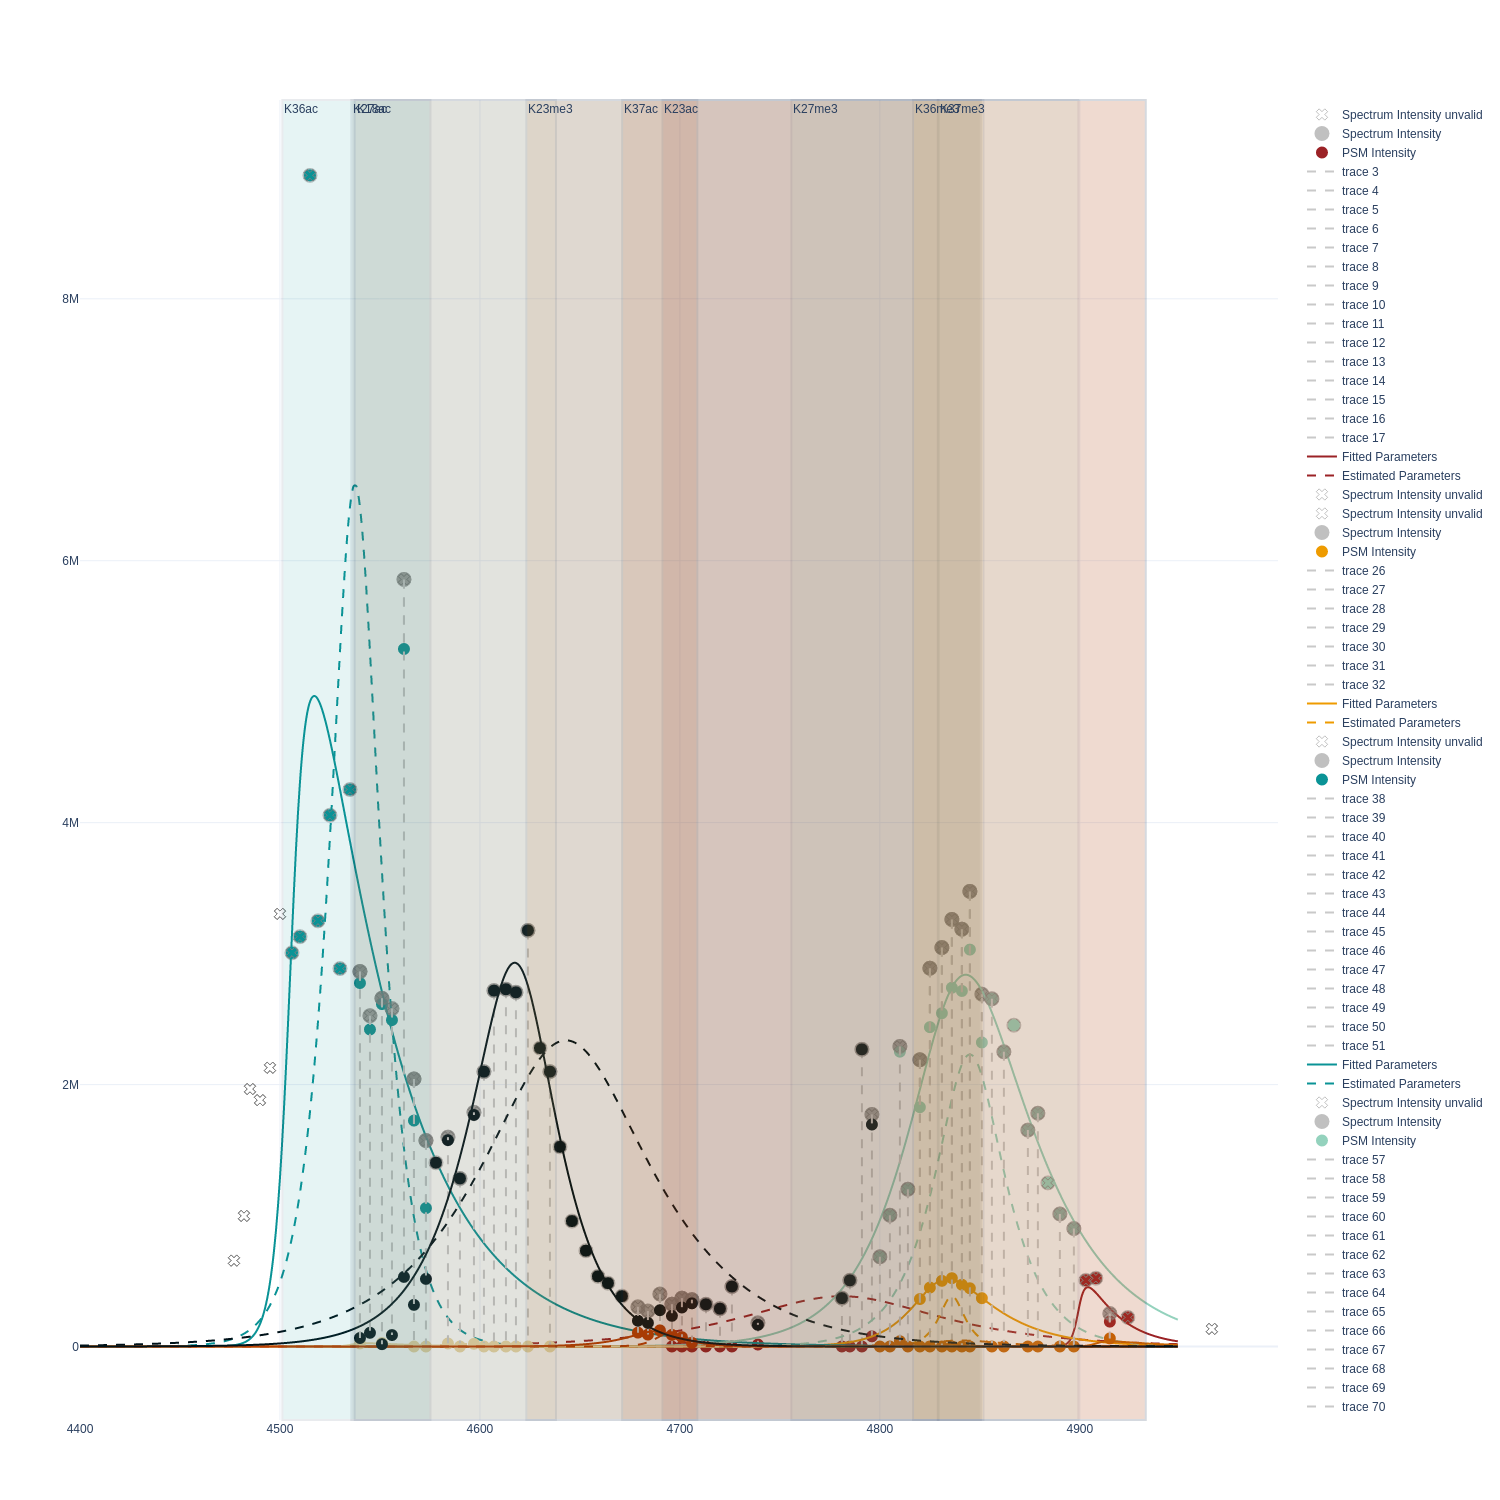 K36ac
K23me3
K37ac
K23ac
K27me3
K37me3
Spectrum Intensity unvalid
Spectrum Intensity
PSM Intensity
trace 3
trace 4
trace 5
trace 6
trace 7
trace 8
trace 9
trace 10
trace 11
trace 12
trace 13
trace 14
trace 15
trace 16
trace 17
Fitted Parameters
Estimated Parameters
Spectrum Intensity unvalid
Spectrum Intensity unvalid
Spectrum Intensity
PSM Intensity
trace 26
trace 27
trace 28
trace 29
trace 30
trace 31
trace 32
Fitted Parameters
Estimated Parameters
Spectrum Intensity unvalid
Spectrum Intensity
PSM Intensity
trace 38
trace 39
trace 40
trace 41
trace 42
trace 43
trace 44
trace 45
trace 46
trace 47
trace 48
trace 49
trace 50
trace 51
Fitted Parameters
Estimated Parameters
Spectrum Intensity unvalid
Spectrum Intensity
PSM Intensity
trace 57
trace 58
trace 59
trace 60
trace 61
trace 62
trace 63
trace 64
trace 65
trace 66
trace 67
trace 68
trace 69
trace 70
8M
6M
4M
2M
0
4400
4500
4600
4700
4800
4900